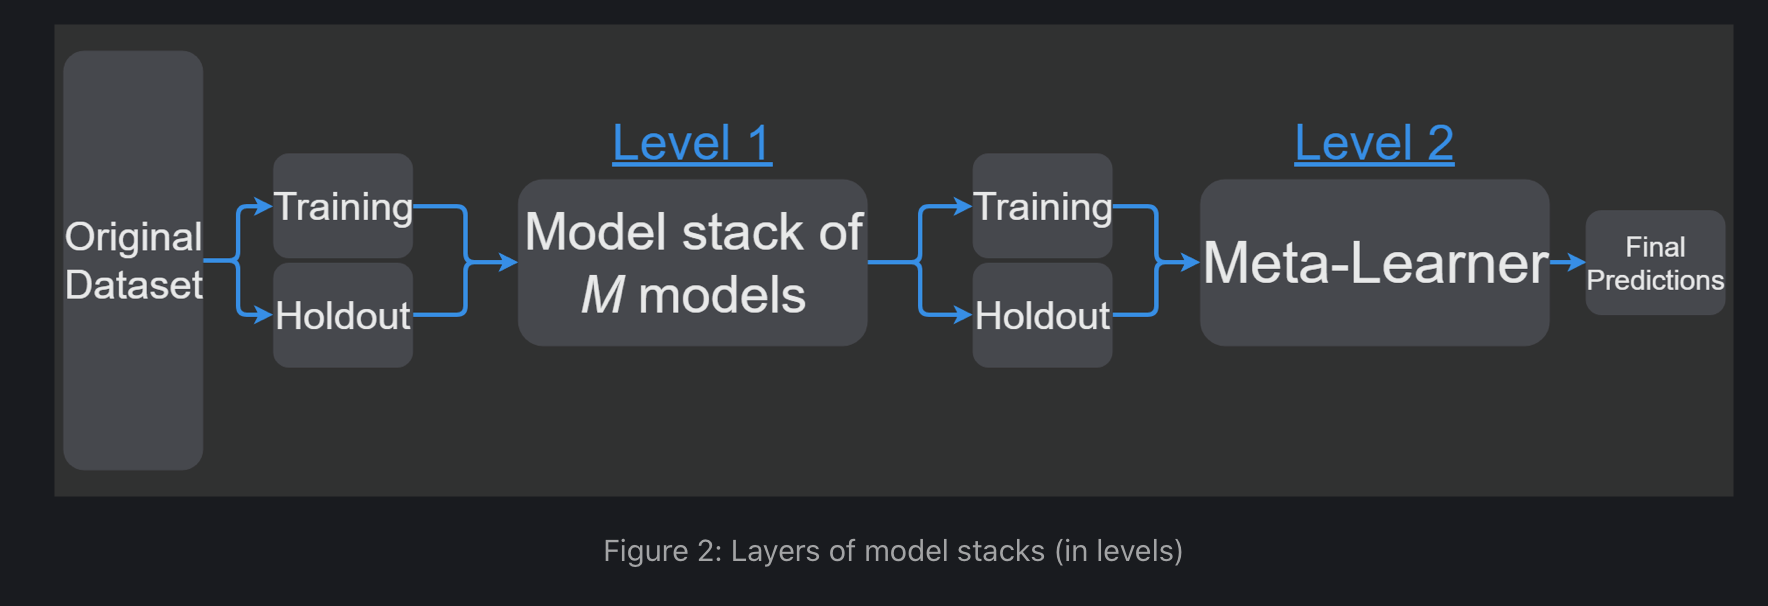 Original
Dataset
Training
Holdout
Level 1
Model stack of
M models
Training
Holdout
Level 2
Meta-Learner
Final
Predictions
Figure 2: Layers of model stacks (in levels)